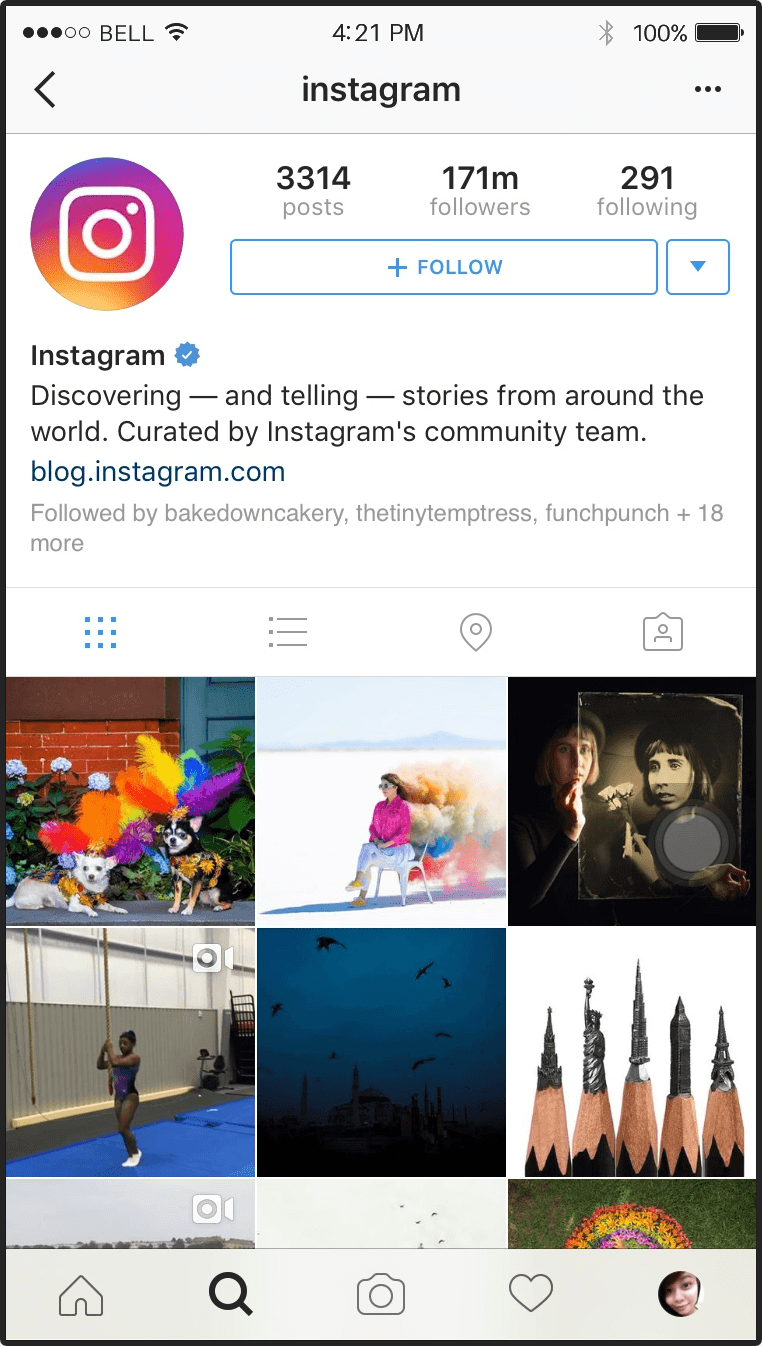 BELL 4:21 PM 100%
instagram
3314 171m 291
posts followers following
+ FOLLOW
Instagram
Discovering — and telling — stories from around the
world. Curated by Instagram's community team.
blog.instagram.com
Followed by bakedowncakery, thetinytemptress, funchpunch + 18
more